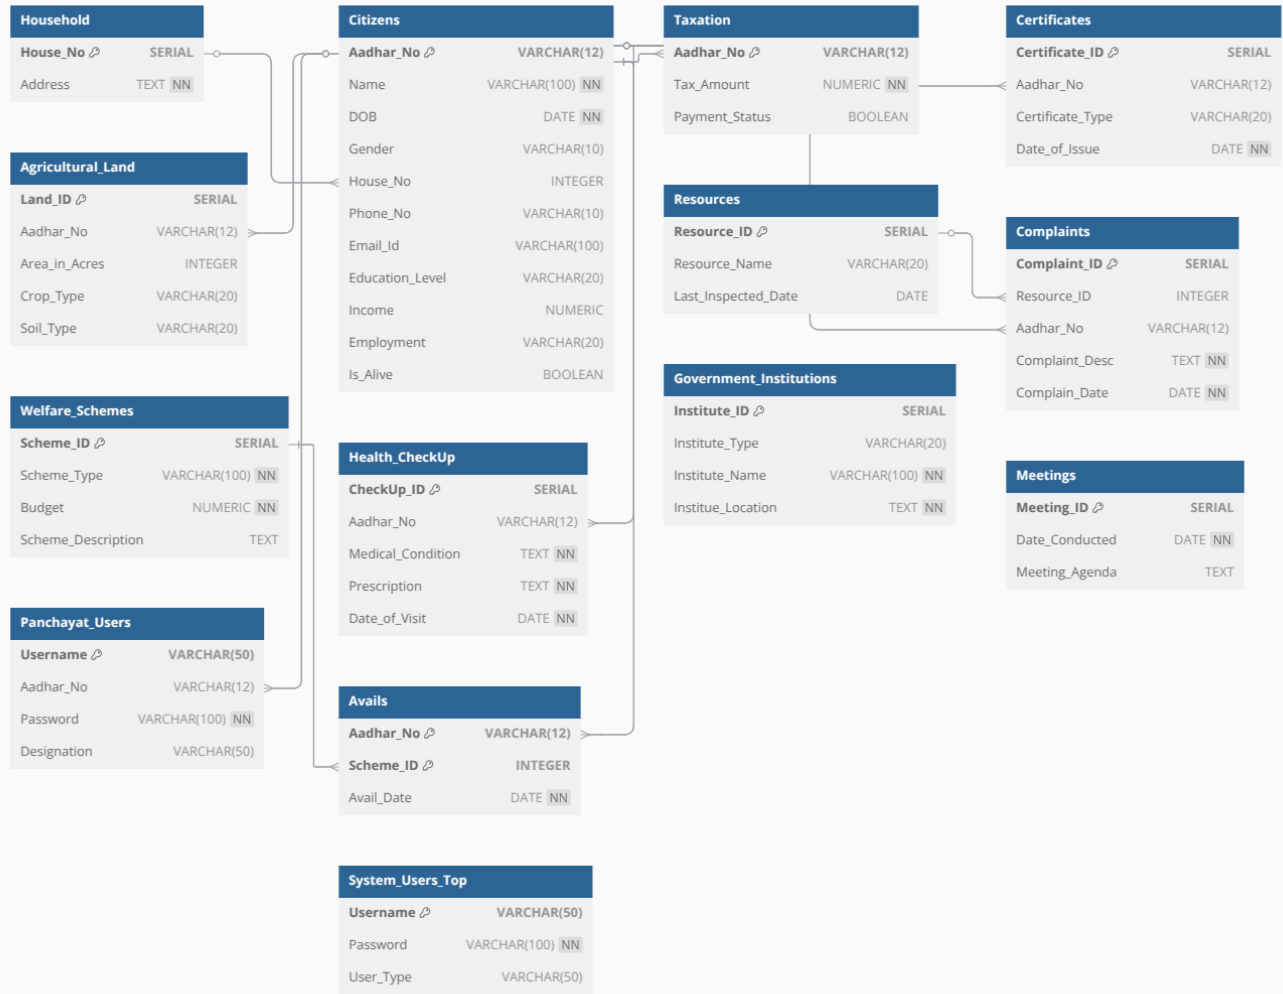 Household
House_No SERIAL
Address TEXT NN
Agricultural_Land
Land_ID SERIAL
Aadhar_No VARCHAR(12)
Area_in_Acres INTEGER
Crop_Type VARCHAR(20)
Soil_Type VARCHAR(20)
Welfare_Schemes
Scheme_ID SERIAL
Scheme_Type VARCHAR(100) NN
Budget NUMERIC NN
Scheme_Description TEXT
Panchayat_Users
Username VARCHAR(50)
Aadhar_No VARCHAR(12)
Password VARCHAR(100) NN
Designation VARCHAR(50)
Citizens
Aadhar_No VARCHAR(12)
Name VARCHAR(100) NN
DOB DATE NN
Gender VARCHAR(10)
House_No INTEGER
Phone_No VARCHAR(10)
Email_Id VARCHAR(100)
Education_Level VARCHAR(20)
Income NUMERIC
Employment VARCHAR(20)
Is_Alive BOOLEAN
Health_CheckUp
CheckUp_ID SERIAL
Aadhar_No VARCHAR(12)
Medical_Condition TEXT NN
Prescription TEXT NN
Date_of_Visit DATE NN
Avails
Aadhar_No VARCHAR(12)
Scheme_ID INTEGER
Avail_Date DATE NN
System_Users_Top
Username VARCHAR(50)
Password VARCHAR(100) NN
User_Type VARCHAR(50)
Taxation
Aadhar_No VARCHAR(12)
Tax_Amount NUMERIC NN
Payment_Status BOOLEAN
Resources
Resource_ID SERIAL
Resource_Name VARCHAR(20)
Last_Inspected_Date DATE
Government_Institutions
Institute_ID SERIAL
Institute_Type VARCHAR(20)
Institute_Name VARCHAR(100) NN
Institue_Location TEXT NN
Certificates
Certificate_ID SERIAL
Aadhar_No VARCHAR(12)
Certificate_Type VARCHAR(20)
Date_of_Issue DATE NN
Complaints
Complaint_ID SERIAL
Resource_ID INTEGER
Aadhar_No VARCHAR(12)
Complaint_Desc TEXT NN
Complain_Date DATE NN
Meetings
Meeting_ID SERIAL
Date_Conducted DATE NN
Meeting_Agenda TEXT